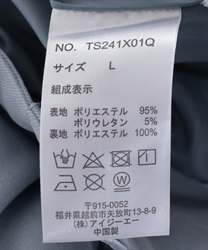 NO. TS241X01Q
サイズ L
組成表示
表地 ポリエステル 95%
ポリウレタン 5%
裏地 ポリエステル 100%
〒915-0052
福井県越前市矢放町13-8-9
(株)アイジーエー
中国製